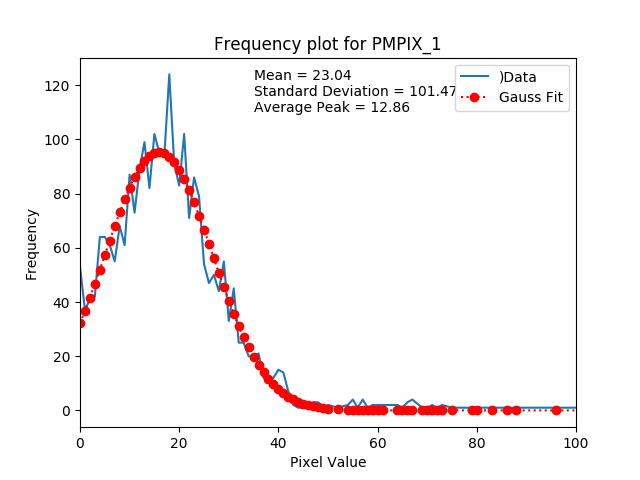 Frequency plot for PMPIX_1
Mean = 23.04
Standard Deviation = 101.47
Average Peak = 12.86
)Data
Gauss Fit
Frequency
120
100
80
60
40
20
0
0 20 40 60 80 100
Pixel Value